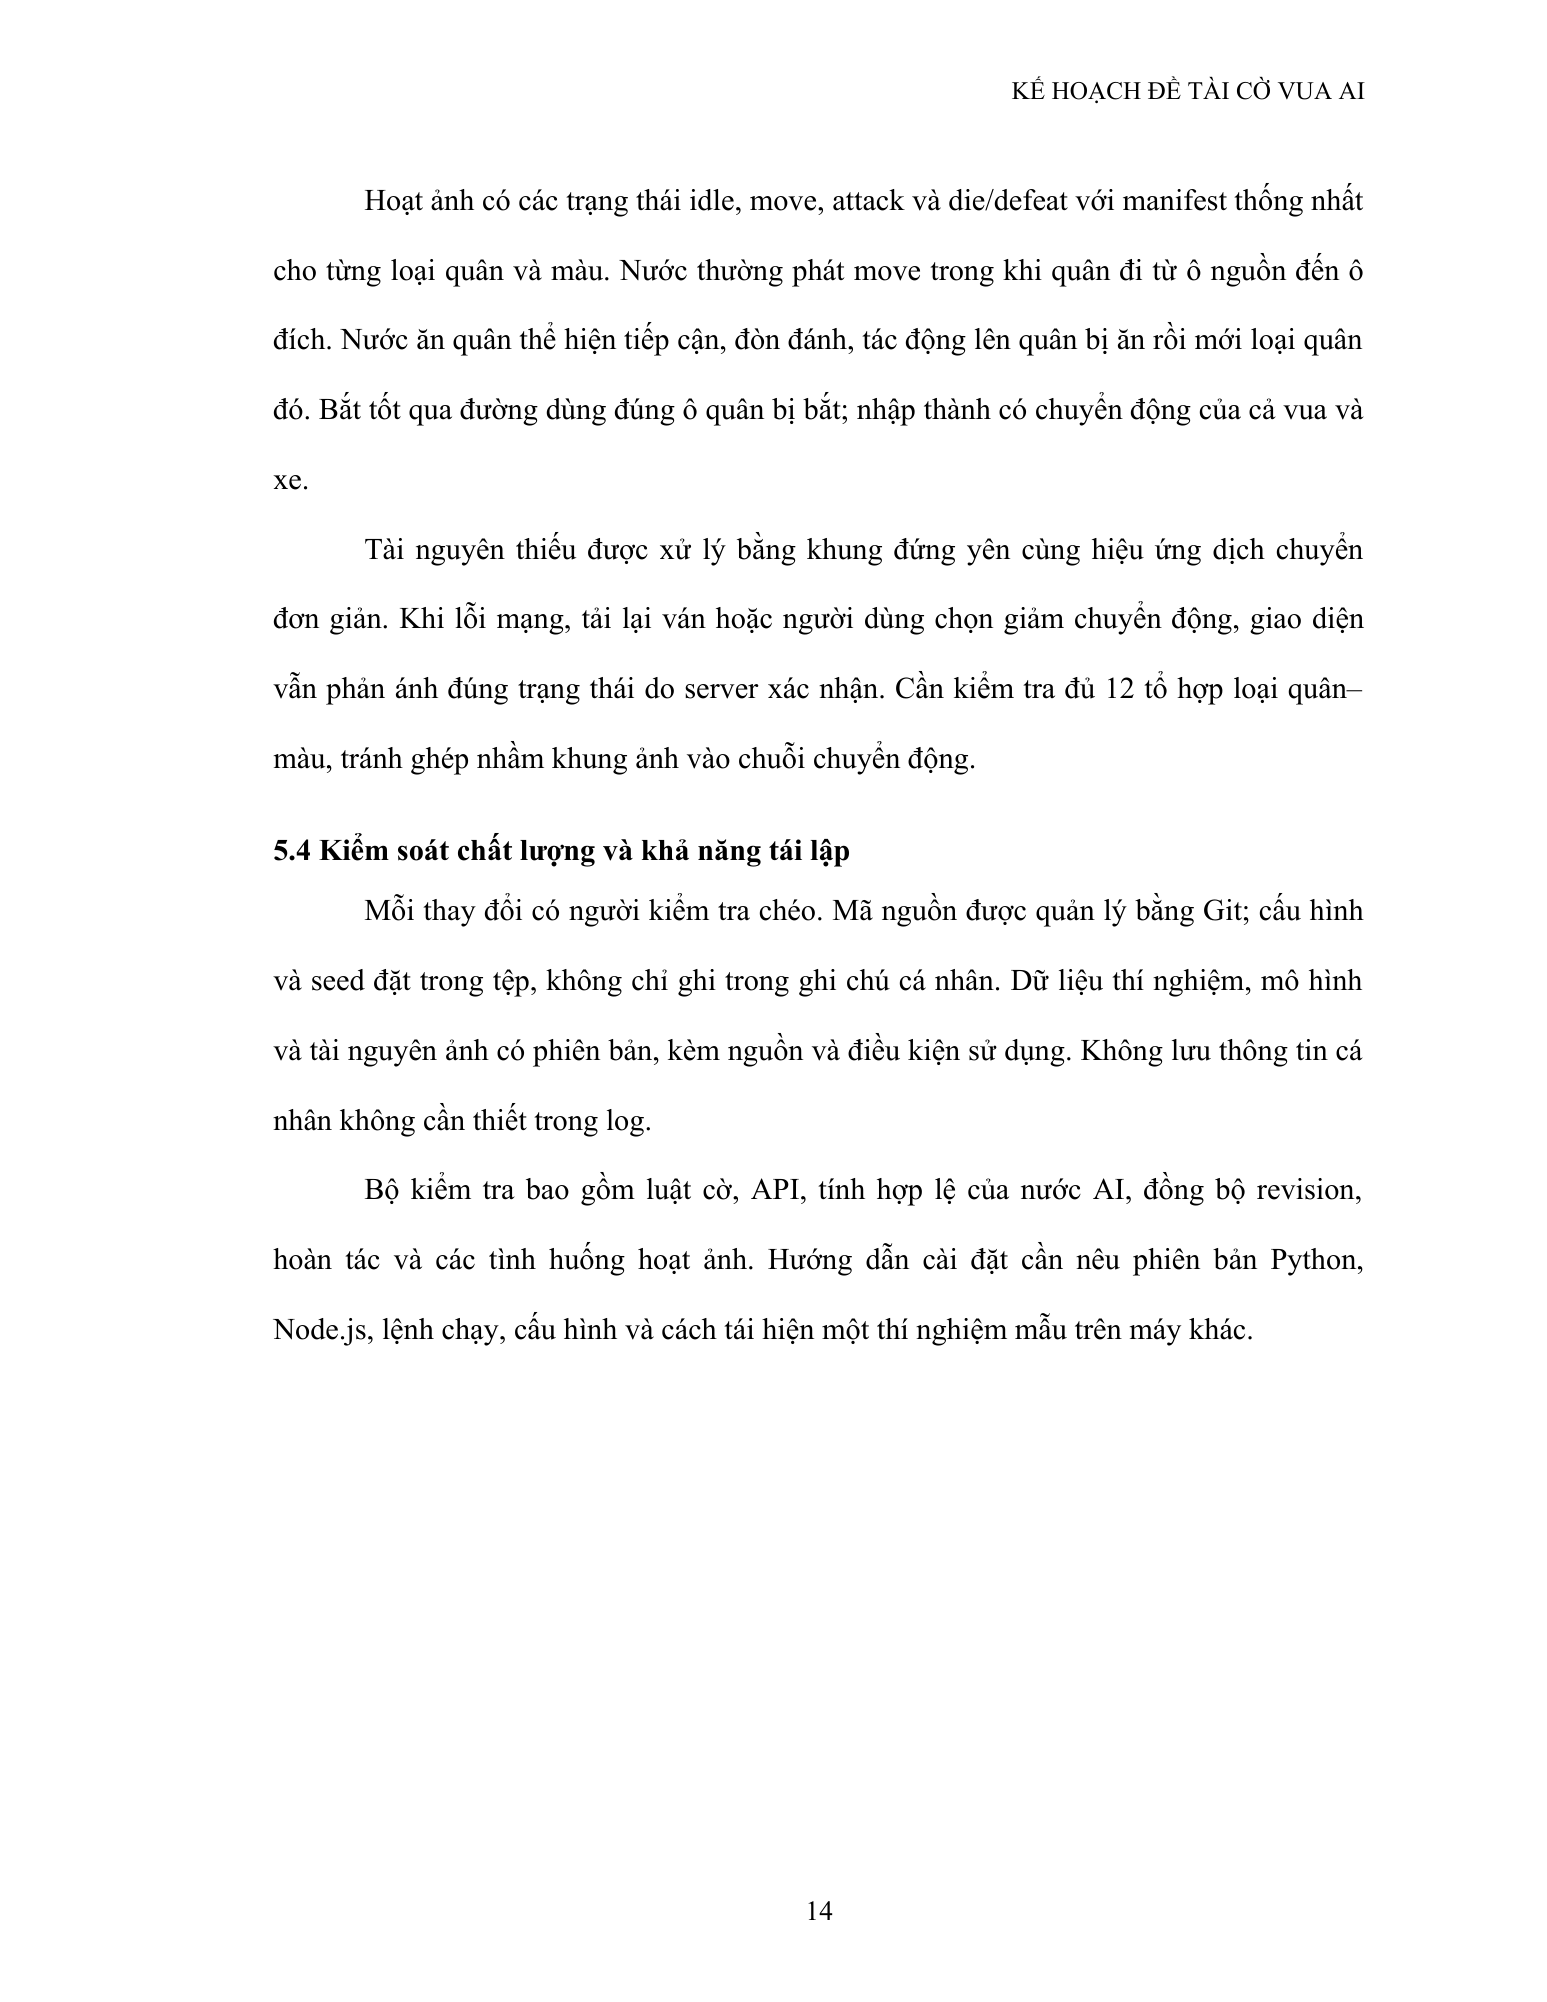 KẾ HOẠCH ĐỀ TÀI CỜ VUA AI
Hoạt ảnh có các trạng thái idle, move, attack và die/defeat với manifest thống nhất
cho từng loại quân và màu. Nước thường phát move trong khi quân đi từ ô nguồn đến ô
đích. Nước ăn quân thể hiện tiếp cận, đòn đánh, tác động lên quân bị ăn rồi mới loại quân
đó. Bắt tốt qua đường dùng đúng ô quân bị bắt; nhập thành có chuyển động của cả vua và
xe.
Tài nguyên thiếu được xử lý bằng khung đứng yên cùng hiệu ứng dịch chuyển
đơn giản. Khi lỗi mạng, tải lại ván hoặc người dùng chọn giảm chuyển động, giao diện
vẫn phản ánh đúng trạng thái do server xác nhận. Cần kiểm tra đủ 12 tổ hợp loại quân–
màu, tránh ghép nhầm khung ảnh vào chuỗi chuyển động.
5.4 Kiểm soát chất lượng và khả năng tái lập
Mỗi thay đổi có người kiểm tra chéo. Mã nguồn được quản lý bằng Git; cấu hình
và seed đặt trong tệp, không chỉ ghi trong ghi chú cá nhân. Dữ liệu thí nghiệm, mô hình
và tài nguyên ảnh có phiên bản, kèm nguồn và điều kiện sử dụng. Không lưu thông tin cá
nhân không cần thiết trong log.
Bộ kiểm tra bao gồm luật cờ, API, tính hợp lệ của nước AI, đồng bộ revision,
hoàn tác và các tình huống hoạt ảnh. Hướng dẫn cài đặt cần nêu phiên bản Python,
Node.js, lệnh chạy, cấu hình và cách tái hiện một thí nghiệm mẫu trên máy khác.
14